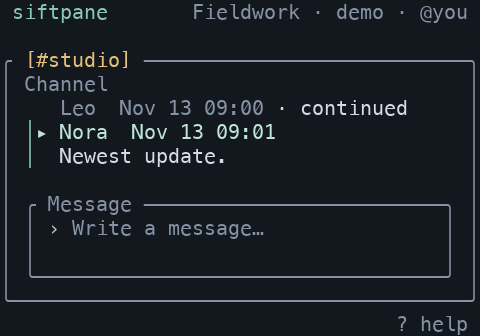 siftpane Fieldwork · demo · @you
[#studio]
Channel
Leo Nov 13 09:00 · continued
▸ Nora Nov 13 09:01
Newest update.
Message
› Write a message…
? help